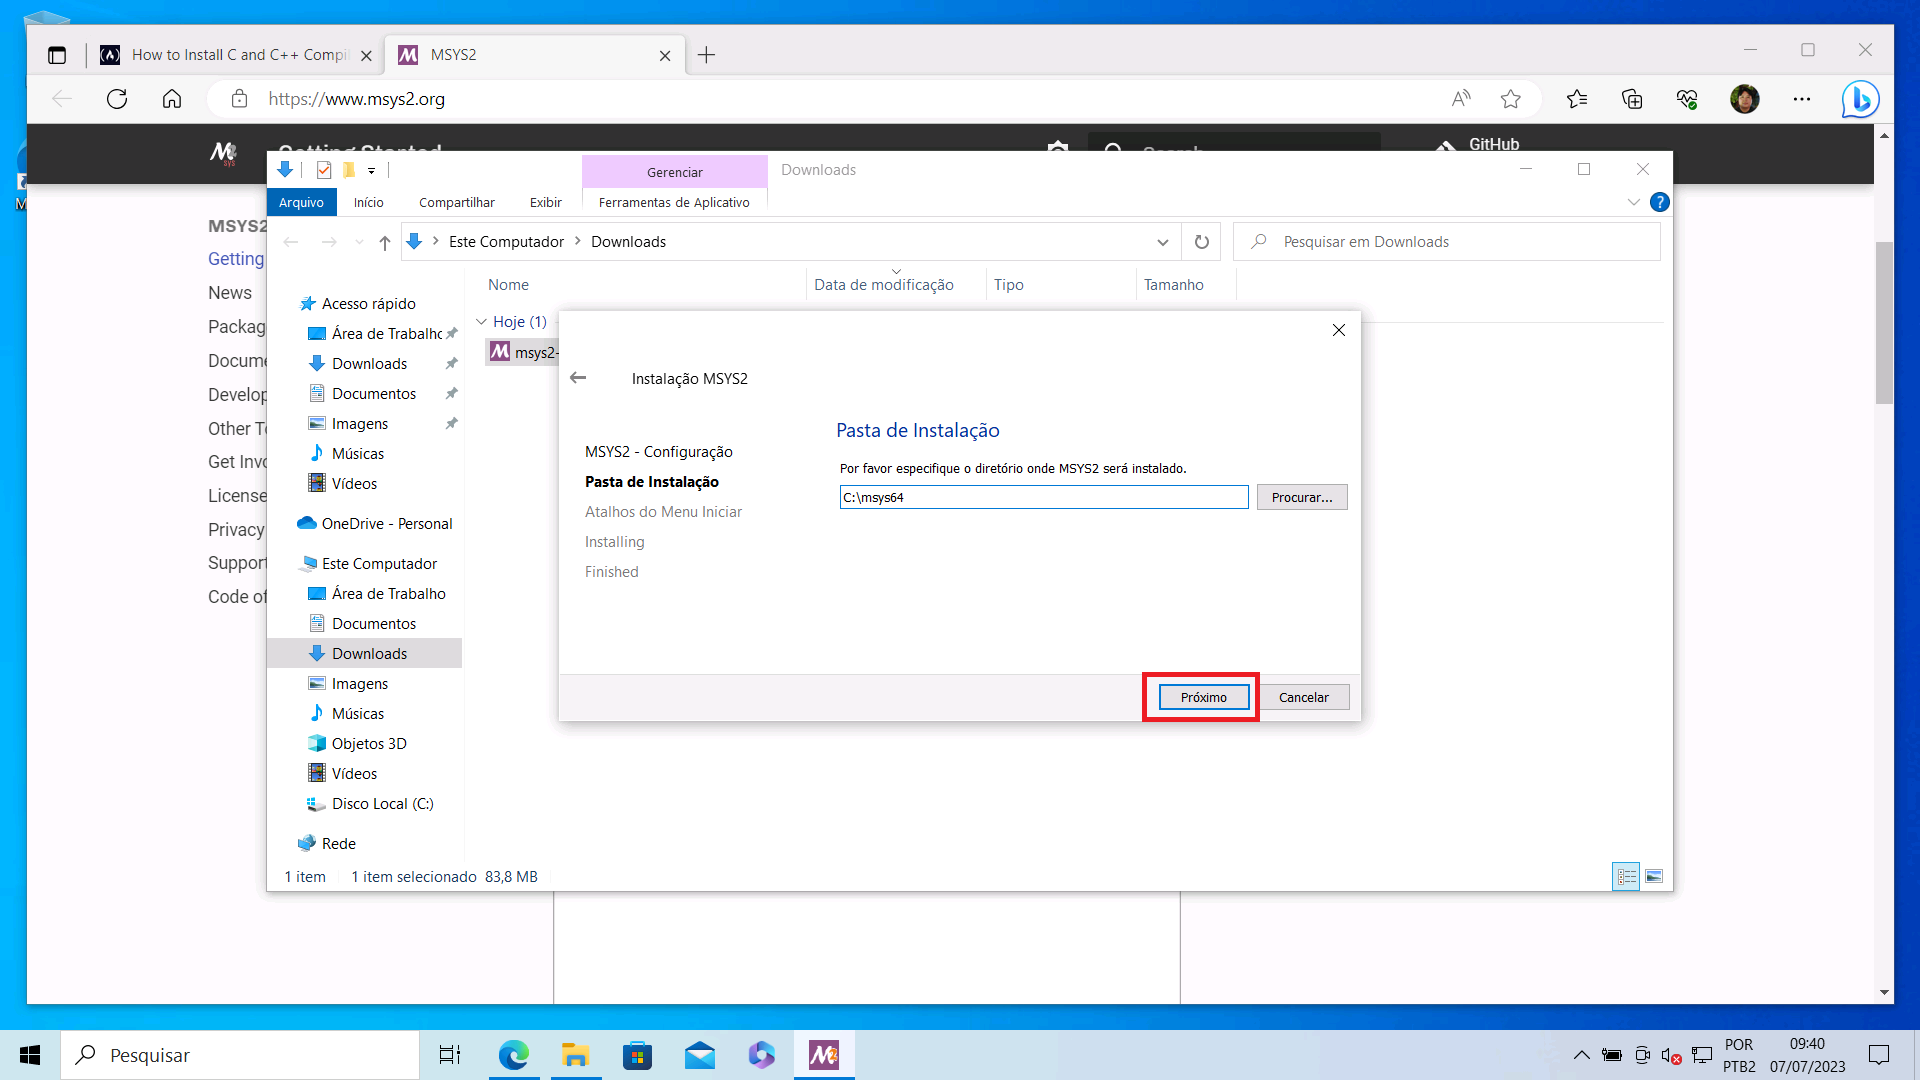 How to Install C and C++ Compi
MSYS2
https://www.msys2.org
Getting Started
Search
GitHub
MSYS2
Getting
News
Packag
Docume
Develop
Other T
Get Invo
License
Privacy
Support
Code of
Gerenciar
Downloads
Arquivo
Início
Compartilhar
Exibir
Ferramentas de Aplicativo
Este Computador
Downloads
Pesquisar em Downloads
Nome
Data de modificação
Tipo
Tamanho
Hoje (1)
msys2-
Acesso rápido
Área de Trabalho
Downloads
Documentos
Imagens
Músicas
Vídeos
OneDrive - Personal
Este Computador
Área de Trabalho
Documentos
Downloads
Imagens
Músicas
Objetos 3D
Vídeos
Disco Local (C:)
Rede
1 item
1 item selecionado
83,8 MB
Instalação MSYS2
MSYS2 - Configuração
Pasta de Instalação
Atalhos do Menu Iniciar
Installing
Finished
Pasta de Instalação
Por favor especifique o diretório onde MSYS2 será instalado.
C:\msys64
Procurar...
Próximo
Cancelar
Pesquisar
POR
PTB2
09:40
07/07/2023